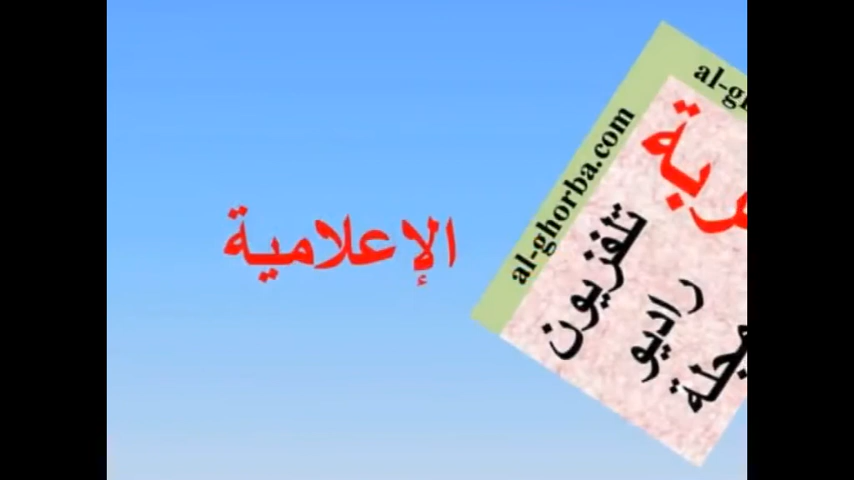 الإعلامية
al-ghorba.com
تلفزيون
راديو
مجلة